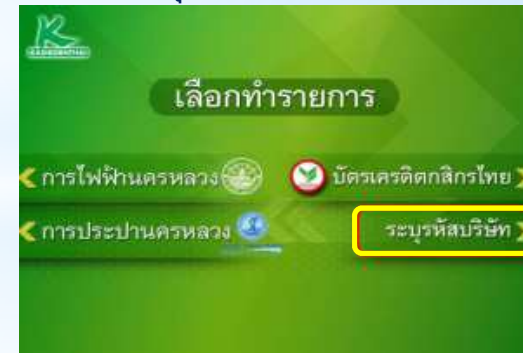 K
KASIKORNTHAI
เลือกทำรายการ
การไฟฟ้านครหลวง
บัตรเครดิตกสิกรไทย
การประปานครหลวง
ระบุรหัสบริษัท